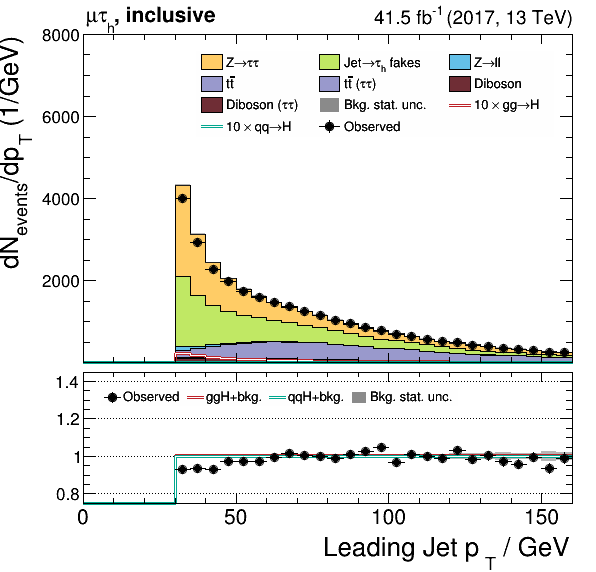 μτh, inclusive 41.5 fb⁻¹ (2017, 13 TeV)
dN_events/dp_T (1/GeV)
8000
6000
4000
2000
Z→ττ Jet→τh fakes Z→ll
tt̄ tt̄ (ττ) Diboson
Diboson (ττ) Bkg. stat. unc. 10 × gg→H
10 × qq→H Observed
1.4
Observed ggH+bkg. qqH+bkg. Bkg. stat. unc.
1.2
1
0.8
0 50 100 150
Leading Jet p_T / GeV